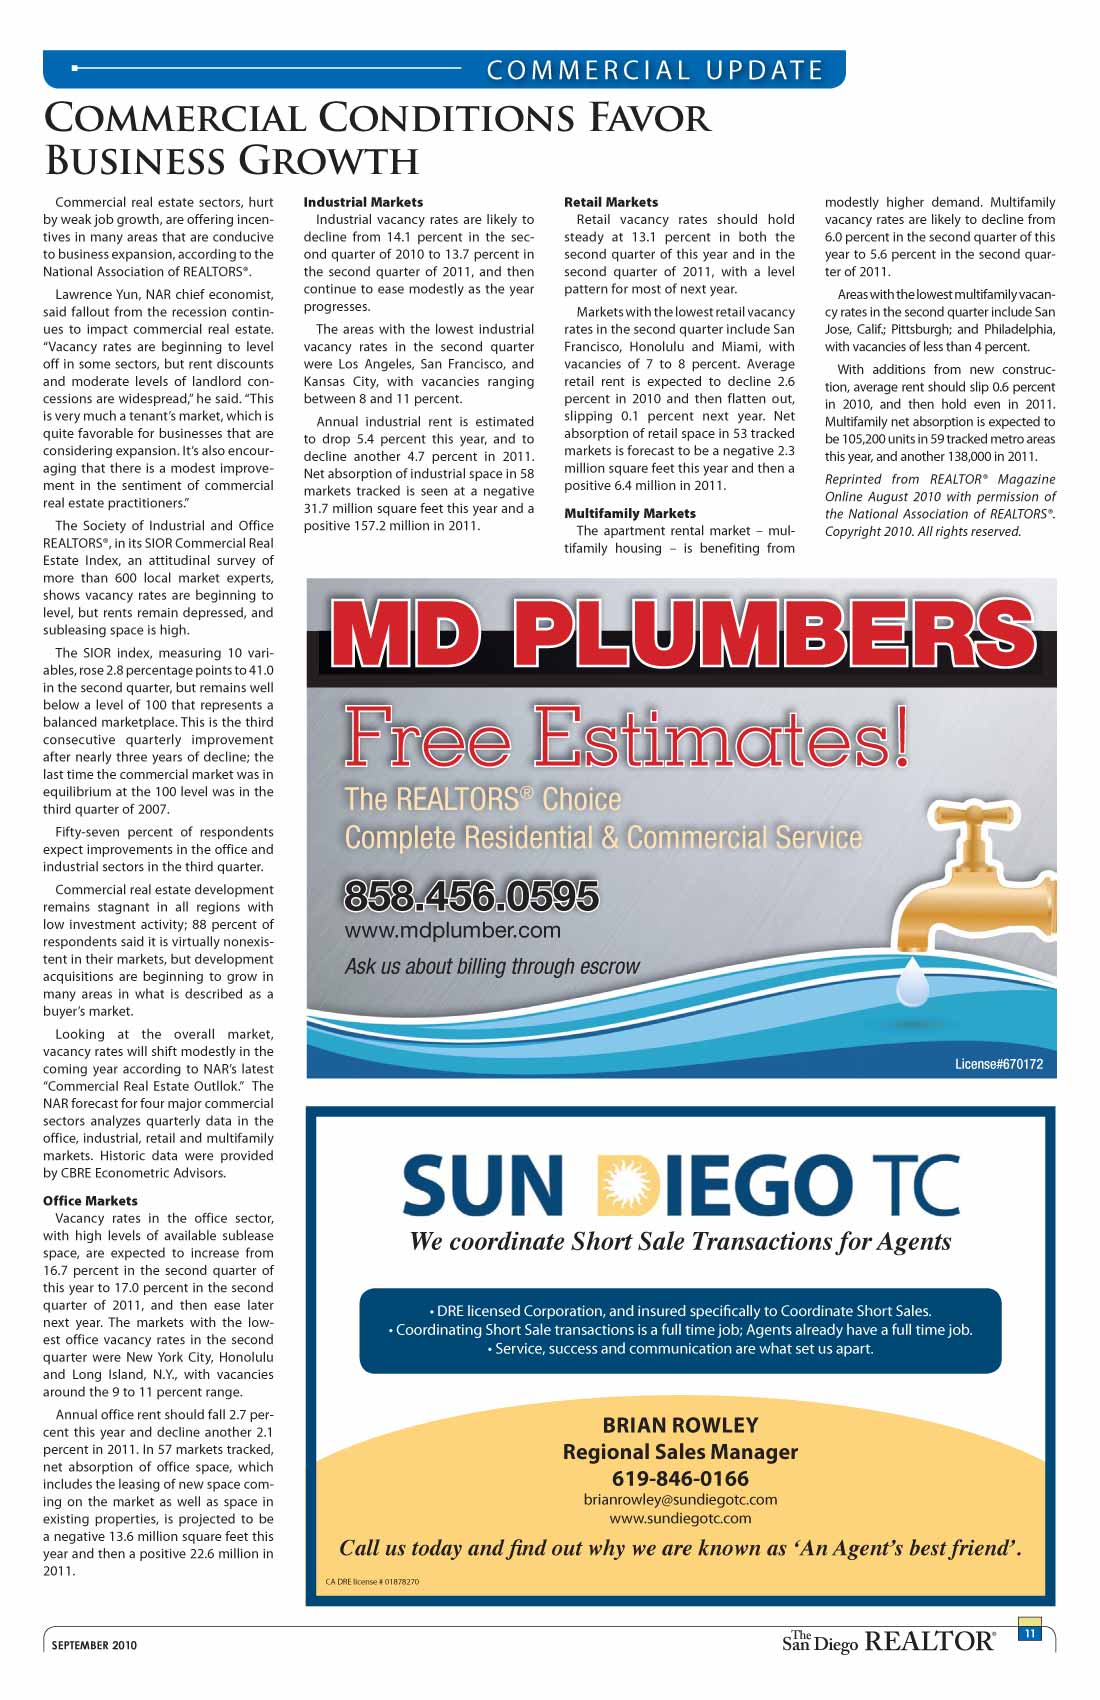 COMMERCIAL UPDATE
COMMERCIAL CONDITIONS FAVOR
BUSINESS GROWTH
Commercial real estate sectors, hurt
by weak job growth, are offering incen-
tives in many areas that are conducive
to business expansion, according to the
National Association of REALTORS®.
Lawrence Yun, NAR chief economist,
said fallout from the recession contin-
ues to impact commercial real estate.
“Vacancy rates are beginning to level
off in some sectors, but rent discounts
and moderate levels of landlord con-
cessions are widespread,” he said. “This
is very much a tenant’s market, which is
quite favorable for businesses that are
considering expansion. It’s also encour-
aging that there is a modest improve-
ment in the sentiment of commercial
real estate practitioners.”
The Society of Industrial and Office
REALTORS®, in its SIOR Commercial Real
Estate Index, an attitudinal survey of
more than 600 local market experts,
shows vacancy rates are beginning to
level, but rents remain depressed, and
subleasing space is high.
The SIOR index, measuring 10 vari-
ables, rose 2.8 percentage points to 41.0
in the second quarter, but remains well
below a level of 100 that represents a
balanced marketplace. This is the third
consecutive quarterly improvement
after nearly three years of decline; the
last time the commercial market was in
equilibrium at the 100 level was in the
third quarter of 2007.
Fifty-seven percent of respondents
expect improvements in the office and
industrial sectors in the third quarter.
Commercial real estate development
remains stagnant in all regions with
low investment activity; 88 percent of
respondents said it is virtually nonexis-
tent in their markets, but development
acquisitions are beginning to grow in
many areas in what is described as a
buyer’s market.
Looking at the overall market,
vacancy rates will shift modestly in the
coming year according to NAR’s latest
“Commercial Real Estate Outllok.” The
NAR forecast for four major commercial
sectors analyzes quarterly data in the
office, industrial, retail and multifamily
markets. Historic data were provided
by CBRE Econometric Advisors.
Office Markets
Vacancy rates in the office sector,
with high levels of available sublease
space, are expected to increase from
16.7 percent in the second quarter of
this year to 17.0 percent in the second
quarter of 2011, and then ease later
next year. The markets with the low-
est office vacancy rates in the second
quarter were New York City, Honolulu
and Long Island, N.Y., with vacancies
around the 9 to 11 percent range.
Annual office rent should fall 2.7 per-
cent this year and decline another 2.1
percent in 2011. In 57 markets tracked,
net absorption of office space, which
includes the leasing of new space com-
ing on the market as well as space in
existing properties, is projected to be
a negative 13.6 million square feet this
year and then a positive 22.6 million in
2011.
Industrial Markets
Industrial vacancy rates are likely to
decline from 14.1 percent in the sec-
ond quarter of 2010 to 13.7 percent in
the second quarter of 2011, and then
continue to ease modestly as the year
progresses.
The areas with the lowest industrial
vacancy rates in the second quarter
were Los Angeles, San Francisco, and
Kansas City, with vacancies ranging
between 8 and 11 percent.
Annual industrial rent is estimated
to drop 5.4 percent this year, and to
decline another 4.7 percent in 2011.
Net absorption of industrial space in 58
markets tracked is seen at a negative
31.7 million square feet this year and a
positive 157.2 million in 2011.
Retail Markets
Retail vacancy rates should hold
steady at 13.1 percent in both the
second quarter of this year and in the
second quarter of 2011, with a level
pattern for most of next year.
Markets with the lowest retail vacancy
rates in the second quarter include San
Francisco, Honolulu and Miami, with
vacancies of 7 to 8 percent. Average
retail rent is expected to decline 2.6
percent in 2010 and then flatten out,
slipping 0.1 percent next year. Net
absorption of retail space in 53 tracked
markets is forecast to be a negative 2.3
million square feet this year and then a
positive 6.4 million in 2011.
Multifamily Markets
The apartment rental market – mul-
tifamily housing – is benefiting from
modestly higher demand. Multifamily
vacancy rates are likely to decline from
6.0 percent in the second quarter of this
year to 5.6 percent in the second quar-
ter of 2011.
Areas with the lowest multifamily vacan-
cy rates in the second quarter include San
Jose, Calif.; Pittsburgh; and Philadelphia,
with vacancies of less than 4 percent.
With additions from new construc-
tion, average rent should slip 0.6 percent
in 2010, and then hold even in 2011.
Multifamily net absorption is expected to
be 105,200 units in 59 tracked metro areas
this year, and another 138,000 in 2011.
Reprinted from REALTOR® Magazine
Online August 2010 with permission of
the National Association of REALTORS®.
Copyright 2010. All rights reserved.
MD PLUMBERS
Free Estimates!
The REALTORS® Choice
Complete Residential & Commercial Service
858.456.0595
www.mdplumber.com
Ask us about billing through escrow
License#670172
SUN DIEGO TC
We coordinate Short Sale Transactions for Agents
• DRE licensed Corporation, and insured specifically to Coordinate Short Sales.
• Coordinating Short Sale transactions is a full time job; Agents already have a full time job.
• Service, success and communication are what set us apart.
BRIAN ROWLEY
Regional Sales Manager
619-846-0166
brianrowley@sundiegotc.com
www.sundiegotc.com
Call us today and find out why we are known as ‘An Agent’s best friend’.
CA DRE license # 01878270
SEPTEMBER 2010
The San Diego REALTOR®
11